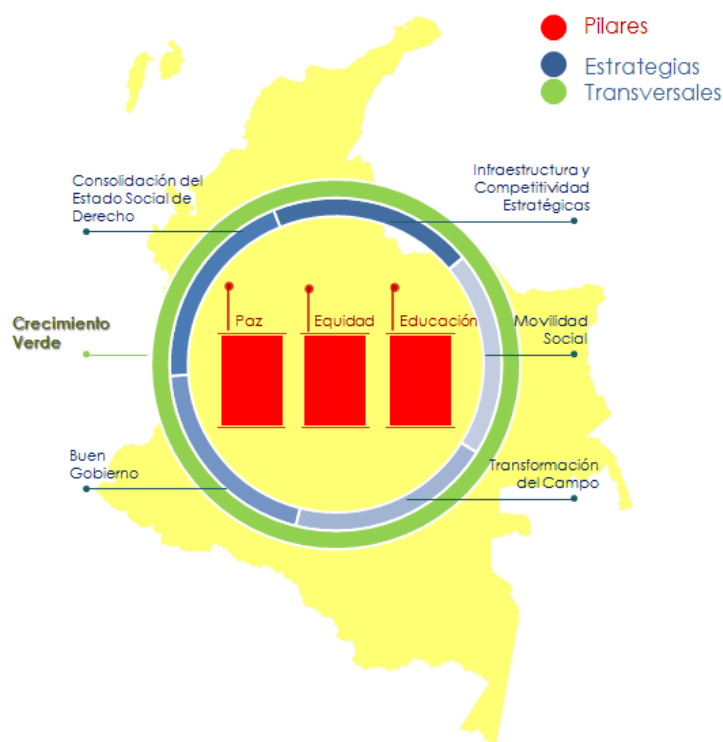 Pilares
Estrategias
Transversales
Consolidación del
Estado Social de
Derecho
Infraestructura y
Competitividad
Estratégicas
Paz
Equidad
Educación
Crecimiento
Verde
Movilidad
Social
Buen
Gobierno
Transformación
del Campo